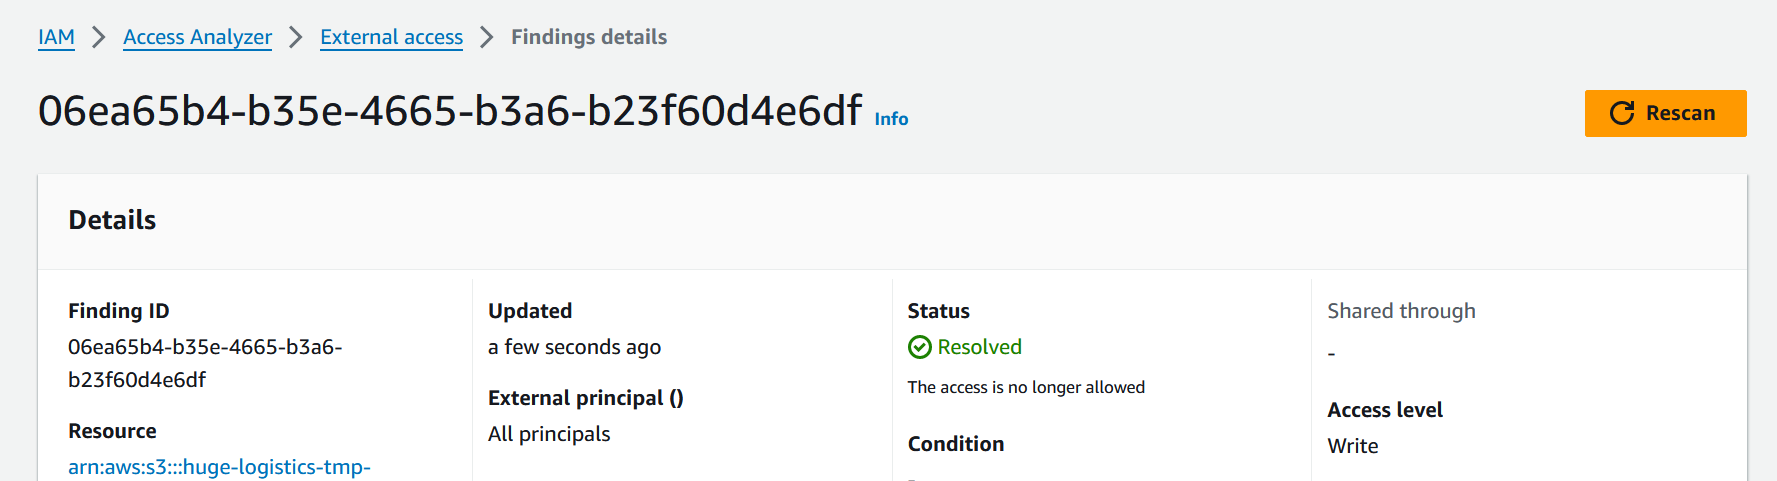 IAM > Access Analyzer > External access > Findings details
06ea65b4-b35e-4665-b3a6-b23f60d4e6df Info
Rescan
Details
Finding ID
06ea65b4-b35e-4665-b3a6-
b23f60d4e6df
Resource
arn:aws:s3:::huge-logistics-tmp-
Updated
a few seconds ago
External principal ()
All principals
Status
Resolved
The access is no longer allowed
Condition
Shared through
-
Access level
Write